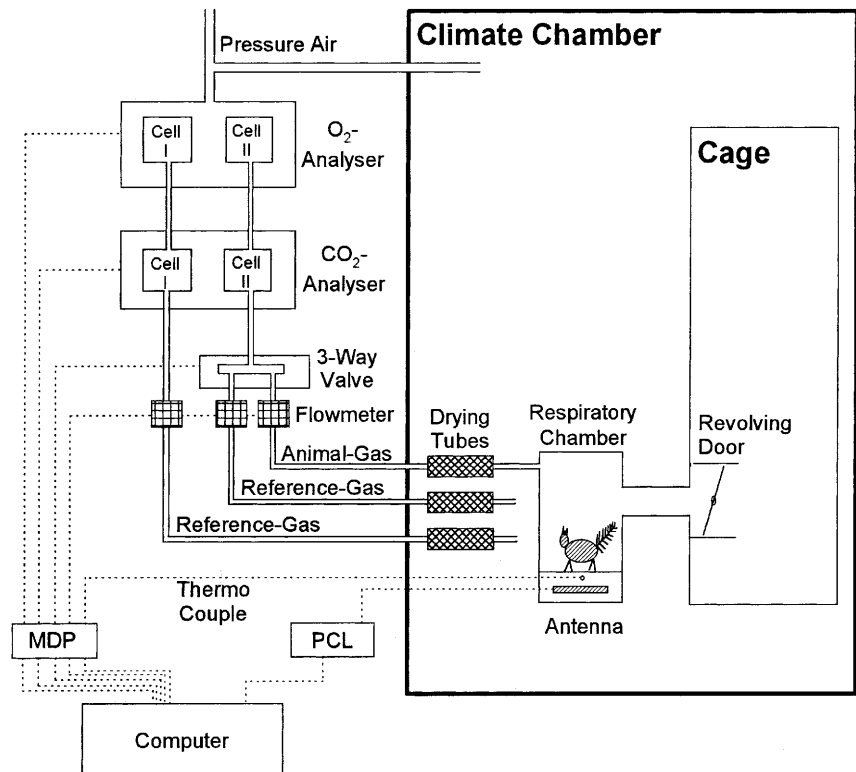 Pressure Air
Climate Chamber
Cell
I
Cell
II
O2-
Analyser
Cage
Cell
I
Cell
II
CO2-
Analyser
3-Way
Valve
Flowmeter
Drying
Tubes
Respiratory
Chamber
Revolving
Door
Animal-Gas
Reference-Gas
Reference-Gas
Thermo
Couple
Antenna
MDP
PCL
Computer